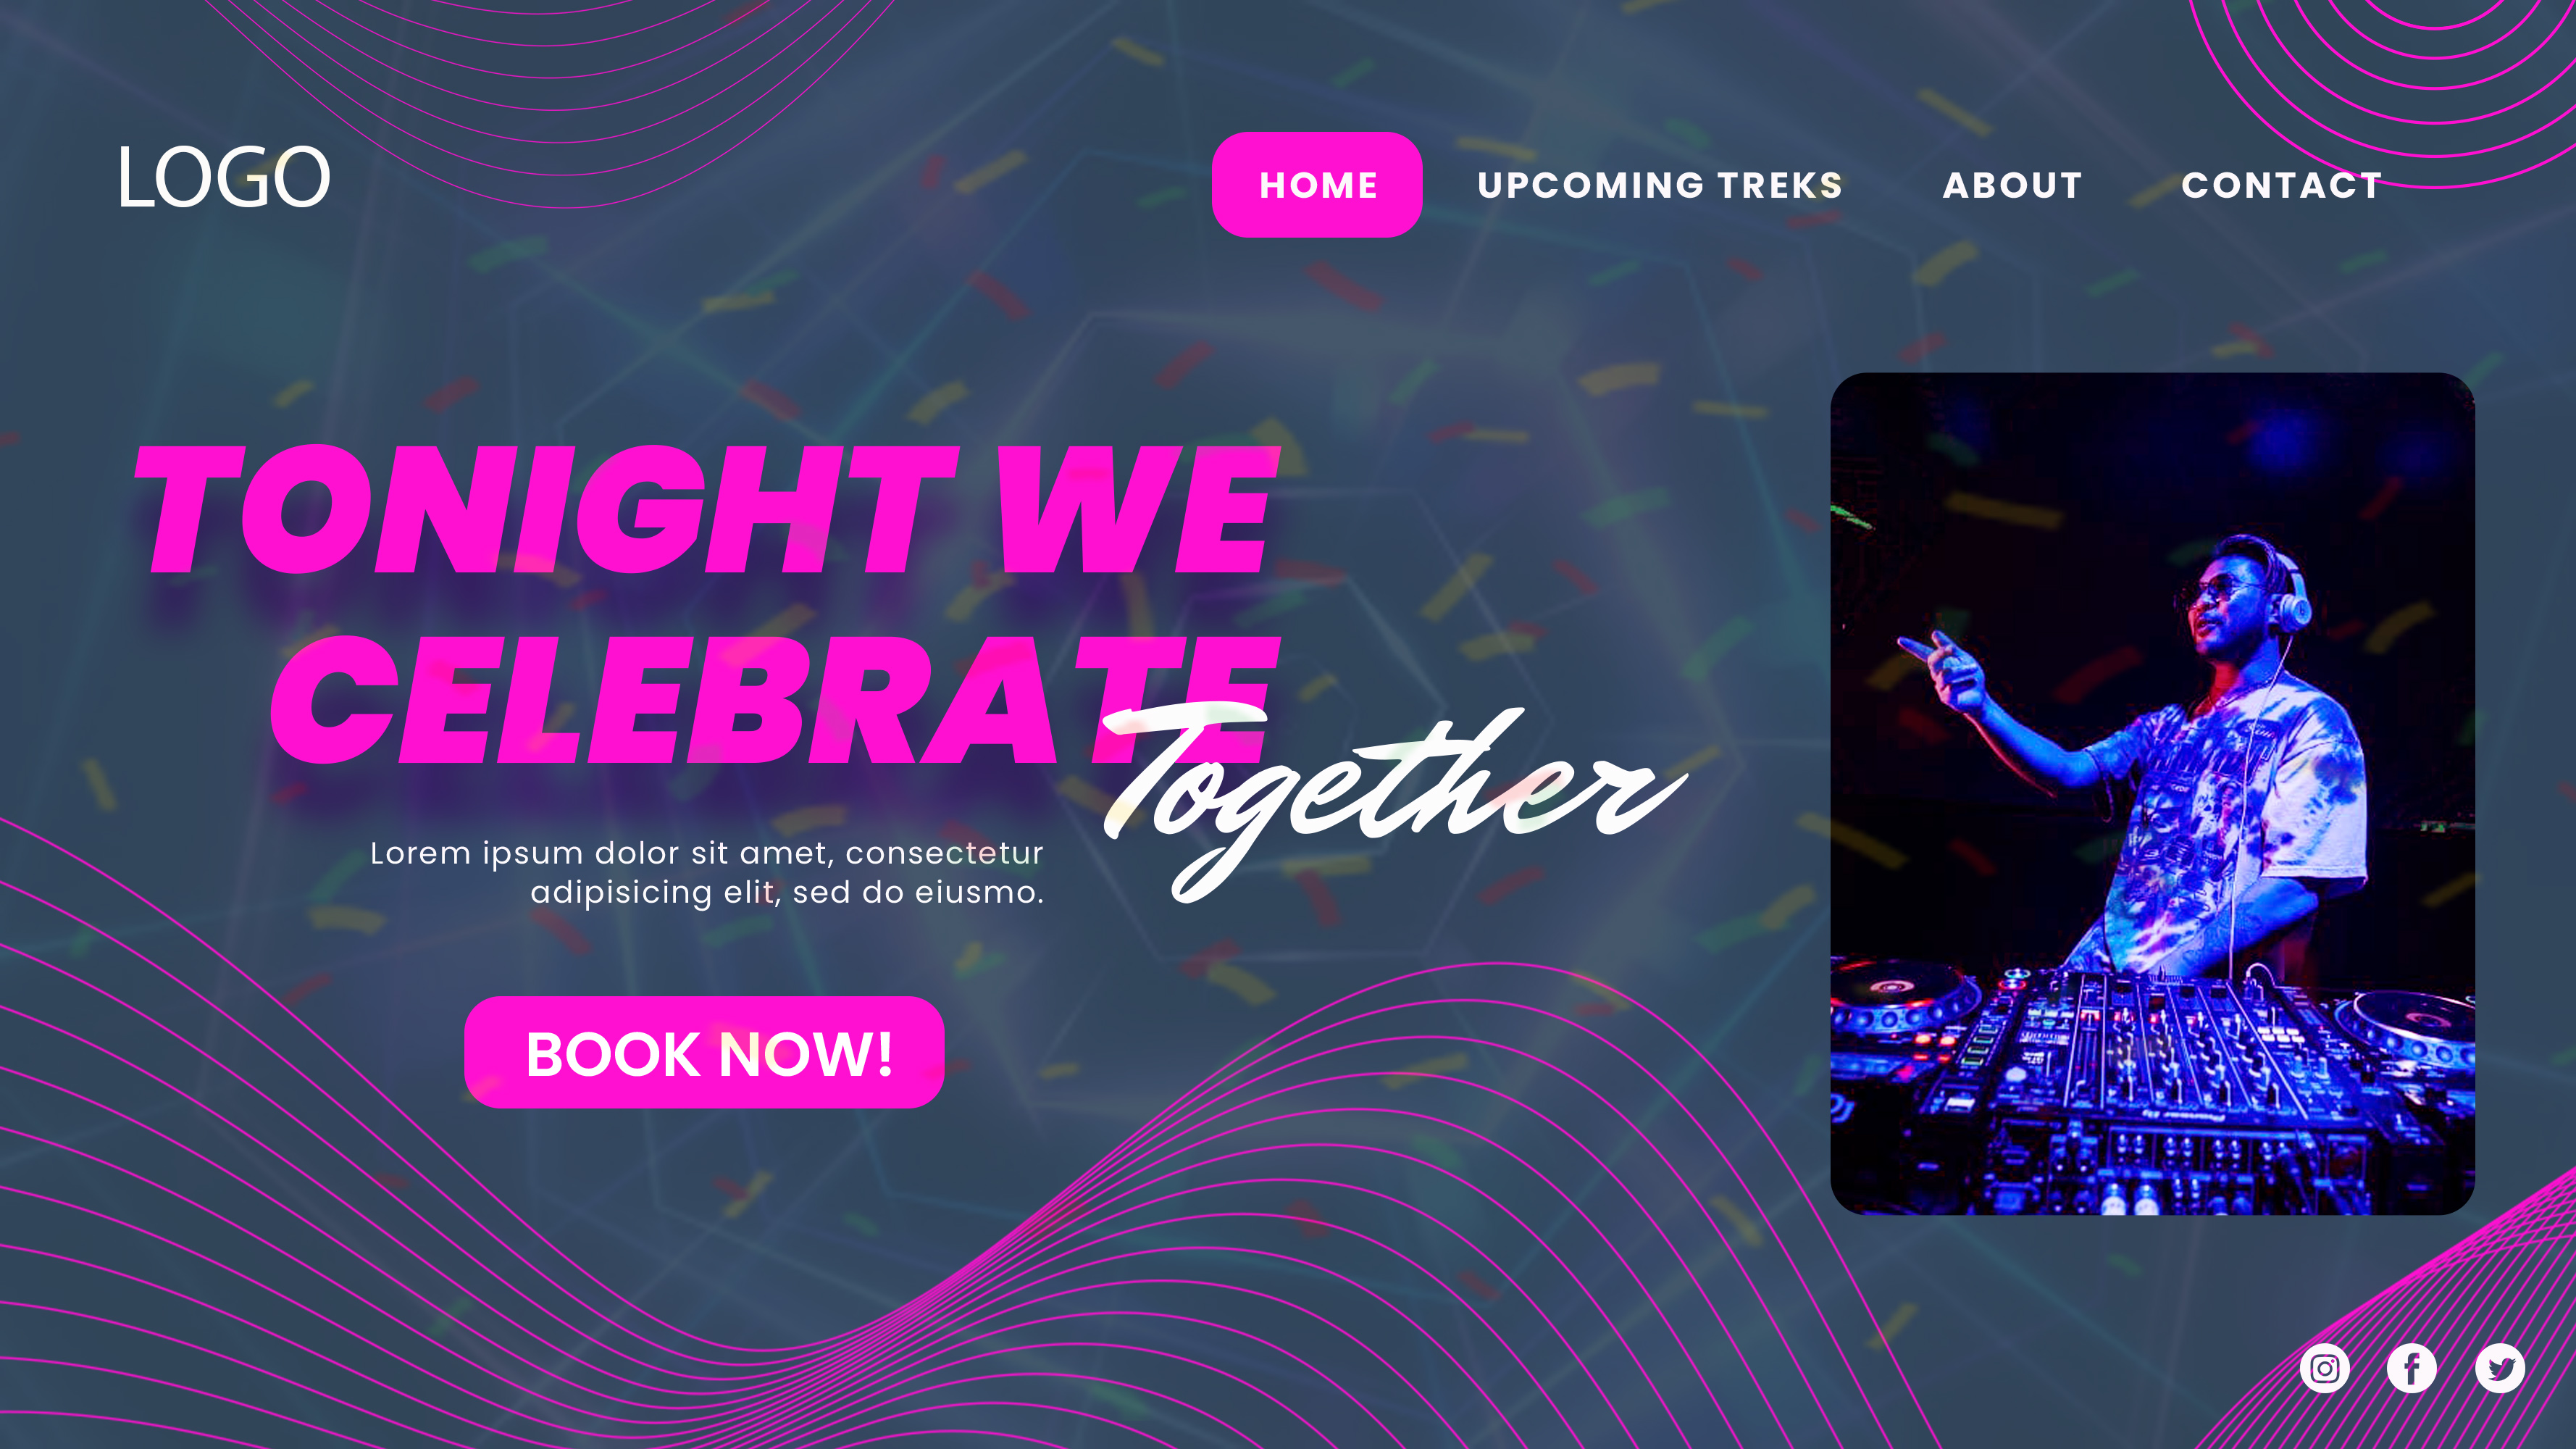 LOGO
HOME
UPCOMING TREKS
ABOUT
CONTACT
TONIGHT WE
CELEBRATE
Together
Lorem ipsum dolor sit amet, consectetur
adipisicing elit, sed do eiusmo.
BOOK NOW!